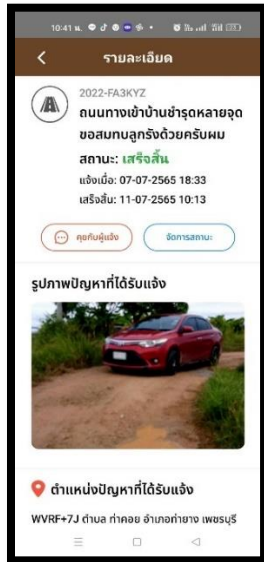 10:41 น.
รายละเอียด
2022-FA3KYZ
ถนนทางเข้าบ้านชำรุดหลายจุด
ขอสมทบลูกรังด้วยครับผม
สถานะ: เสร็จสิ้น
แจ้งเมื่อ: 07-07-2565 18:33
เสร็จสิ้น: 11-07-2565 10:13
คุยกับผู้แจ้ง
จัดการสถานะ
รูปภาพปัญหาที่ได้รับแจ้ง
ตำแหน่งปัญหาที่ได้รับแจ้ง
WVRF+7J ตำบล ท่าคอย อำเภอท่ายาง เพชรบุรี